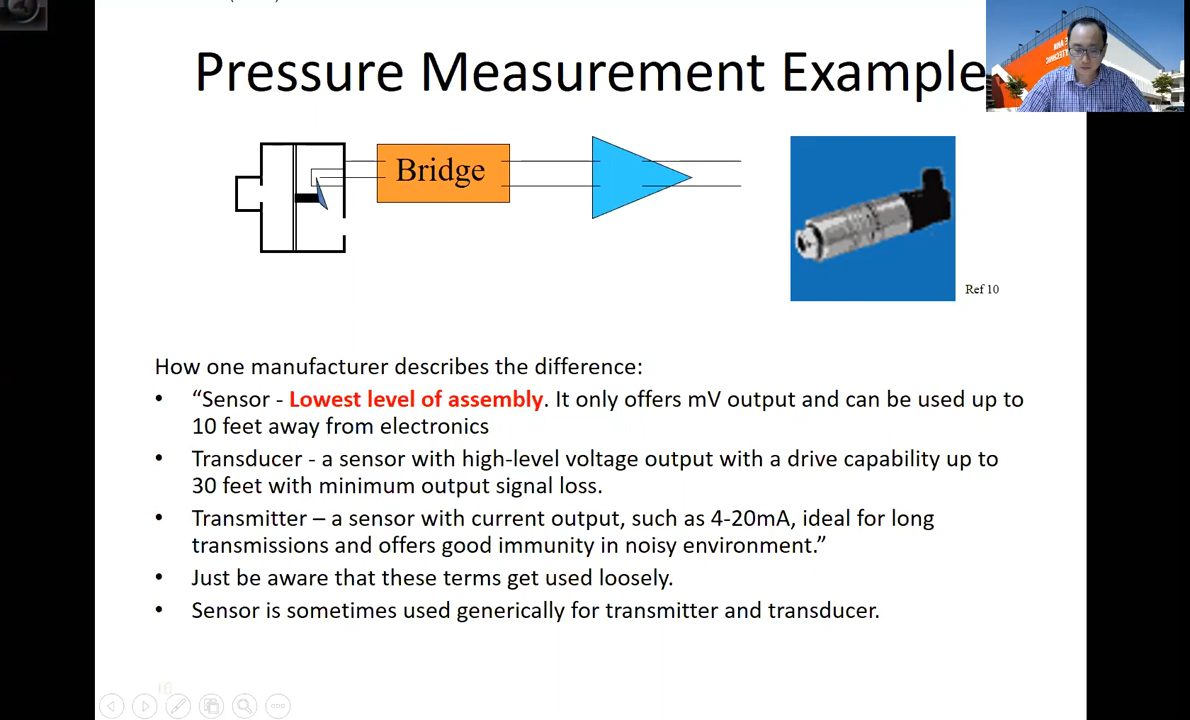 Pressure Measurement Example
Bridge
Ref 10
How one manufacturer describes the difference:
• “Sensor - Lowest level of assembly. It only offers mV output and can be used up to
10 feet away from electronics
• Transducer - a sensor with high-level voltage output with a drive capability up to
30 feet with minimum output signal loss.
• Transmitter – a sensor with current output, such as 4-20mA, ideal for long
transmissions and offers good immunity in noisy environment.”
• Just be aware that these terms get used loosely.
• Sensor is sometimes used generically for transmitter and transducer.
16